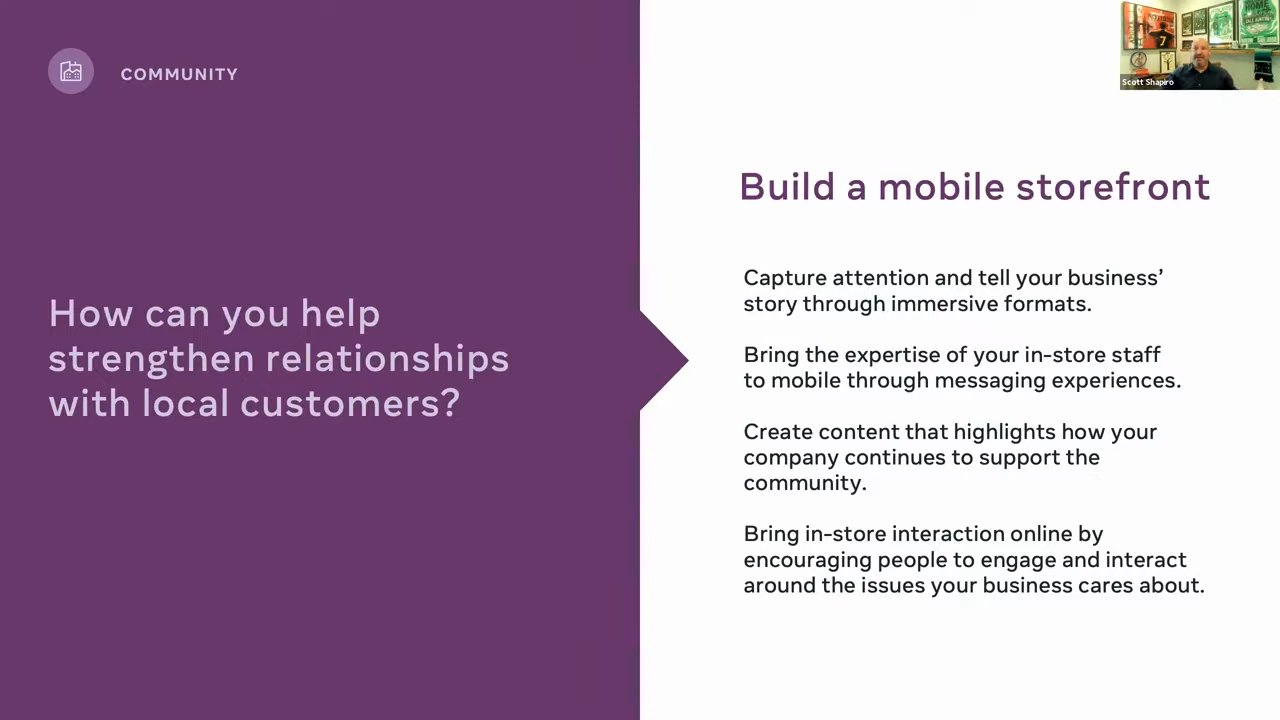 COMMUNITY
How can you help
strengthen relationships
with local customers?
Build a mobile storefront
Capture attention and tell your business’
story through immersive formats.
Bring the expertise of your in-store staff
to mobile through messaging experiences.
Create content that highlights how your
company continues to support the
community.
Bring in-store interaction online by
encouraging people to engage and interact
around the issues your business cares about.
Scott Shapiro
7
HOME